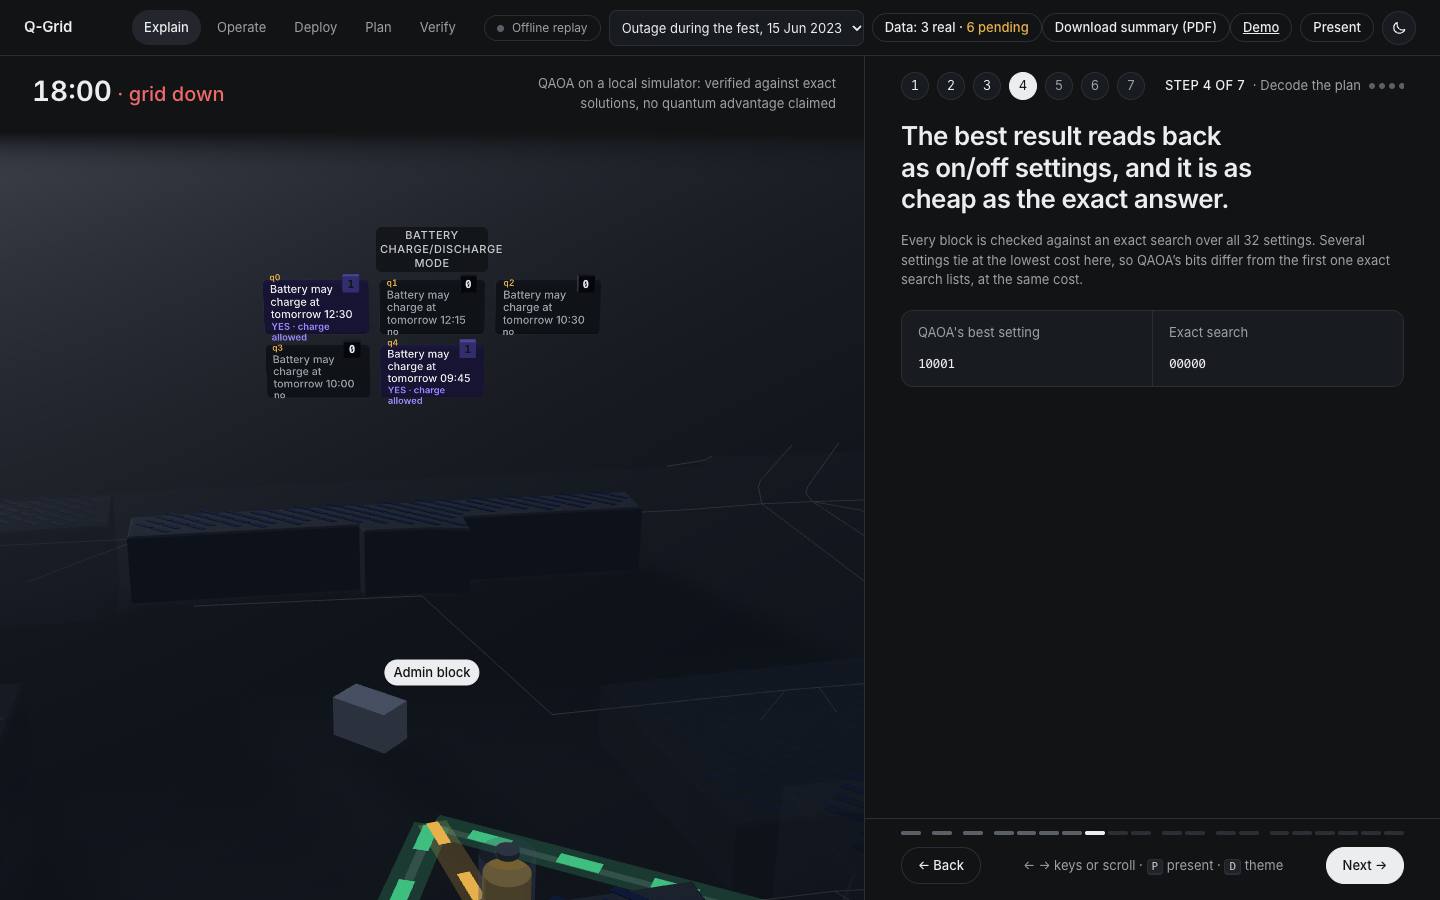 Q-Grid
Explain
Operate
Deploy
Plan
Verify
Offline replay
Outage during the fest, 15 Jun 2023
Data: 3 real · 6 pending
Download summary (PDF)
Demo
Present
18:00 · grid down
QAOA on a local simulator: verified against exact
solutions, no quantum advantage claimed
BATTERY
CHARGE/DISCHARGE
MODE
q0
1
Battery may
charge at
tomorrow 12:30
YES · charge
allowed
q1
0
Battery may
charge at
tomorrow 12:15
no
q2
0
Battery may
charge at
tomorrow 10:30
no
q3
0
Battery may
charge at
tomorrow 10:00
no
q4
1
Battery may
charge at
tomorrow 09:45
YES · charge
allowed
Admin block
1 2 3 4 5 6 7
STEP 4 OF 7 · Decode the plan
The best result reads back
as on/off settings, and it is as
cheap as the exact answer.
Every block is checked against an exact search over all 32 settings. Several
settings tie at the lowest cost here, so QAOA's bits differ from the first one exact
search lists, at the same cost.
QAOA's best setting
10001
Exact search
00000
← Back
← → keys or scroll · P present · D theme
Next →